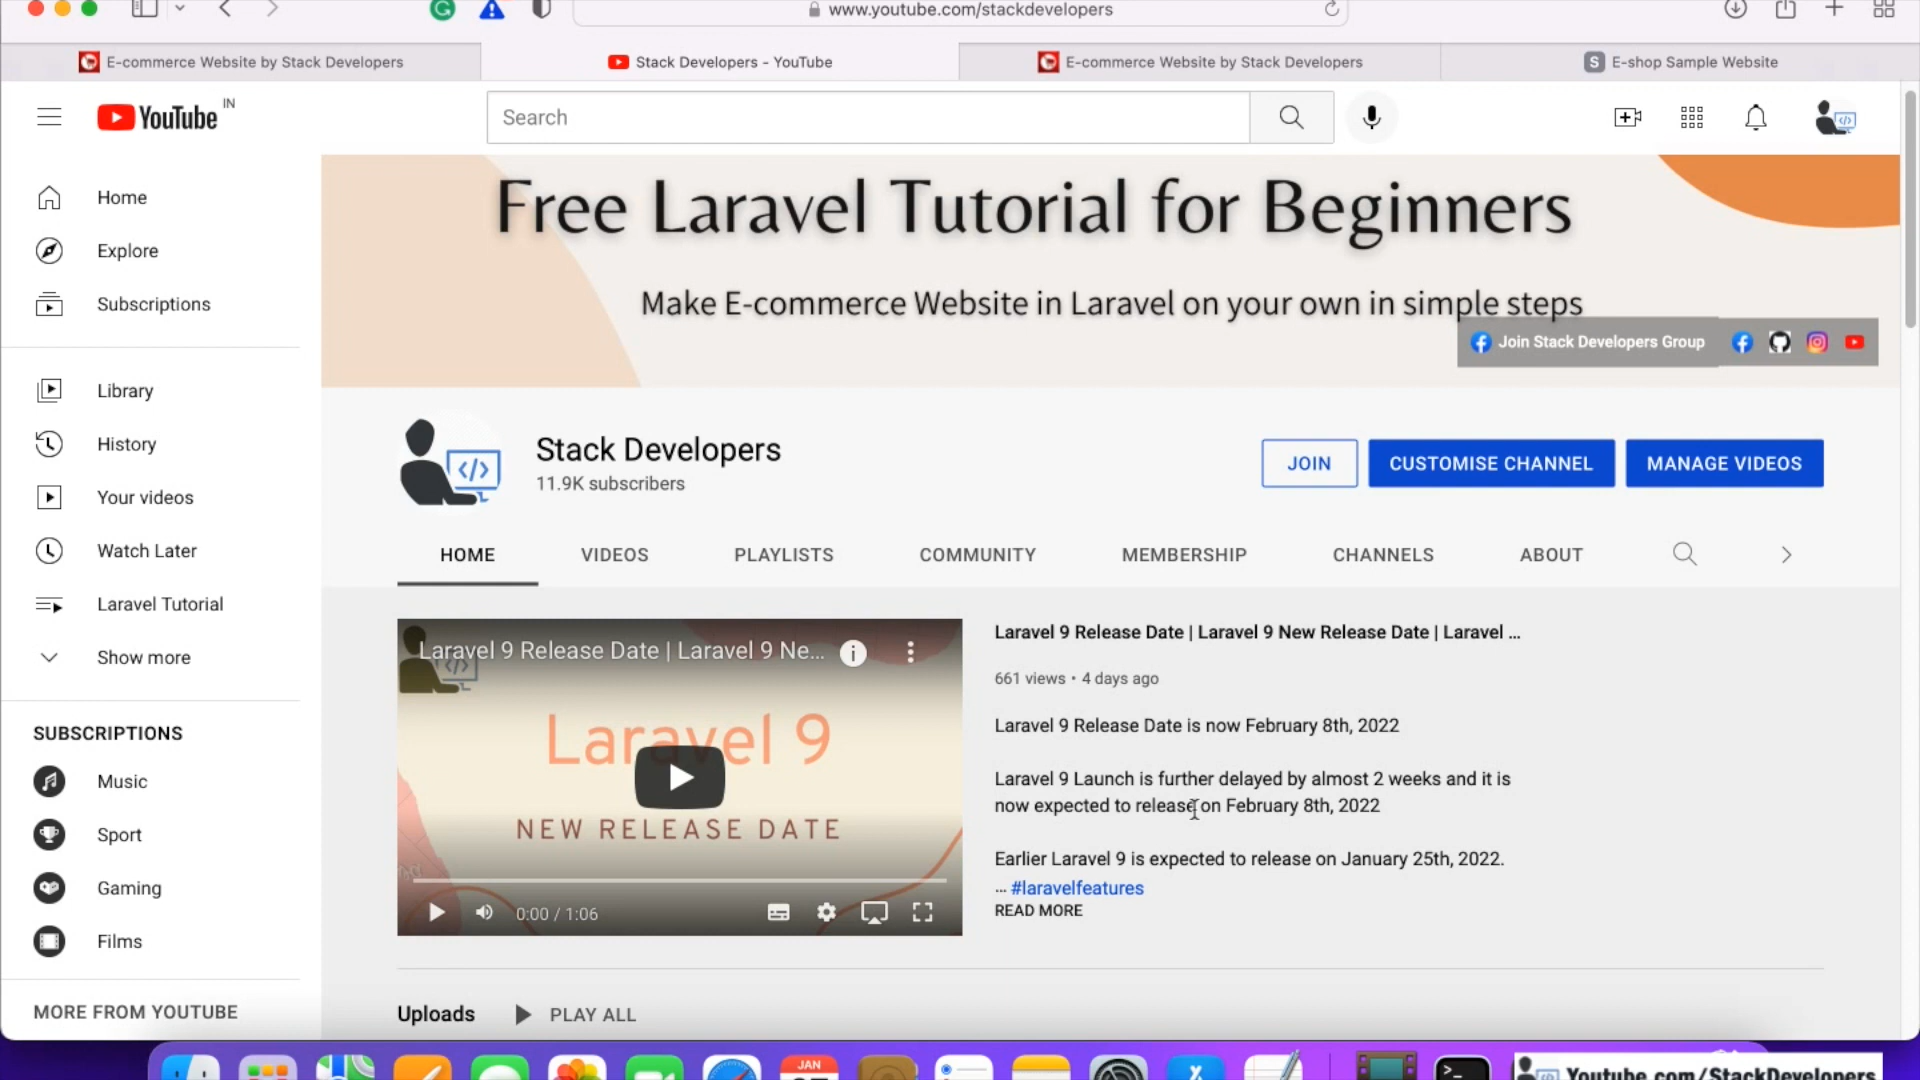 www.youtube.com/stackdevelopers
E-commerce Website by Stack Developers
Stack Developers - YouTube
E-commerce Website by Stack Developers
S E-shop Sample Website
YouTube IN
Search
Home
Explore
Subscriptions
Library
History
Your videos
Watch Later
Laravel Tutorial
Show more
SUBSCRIPTIONS
Music
Sport
Gaming
Films
MORE FROM YOUTUBE
Free Laravel Tutorial for Beginners
Make E-commerce Website in Laravel on your own in simple steps
Join Stack Developers Group
Stack Developers
11.9K subscribers
JOIN
CUSTOMISE CHANNEL
MANAGE VIDEOS
HOME
VIDEOS
PLAYLISTS
COMMUNITY
MEMBERSHIP
CHANNELS
ABOUT
Laravel 9 Release Date | Laravel 9 Ne...
Laravel 9
NEW RELEASE DATE
0:00 / 1:06
Laravel 9 Release Date | Laravel 9 New Release Date | Laravel ...
661 views • 4 days ago
Laravel 9 Release Date is now February 8th, 2022
Laravel 9 Launch is further delayed by almost 2 weeks and it is
now expected to release on February 8th, 2022
Earlier Laravel 9 is expected to release on January 25th, 2022.
... #laravelfeatures
READ MORE
Uploads
PLAY ALL
JAN
Youtube.com/StackDevelopers